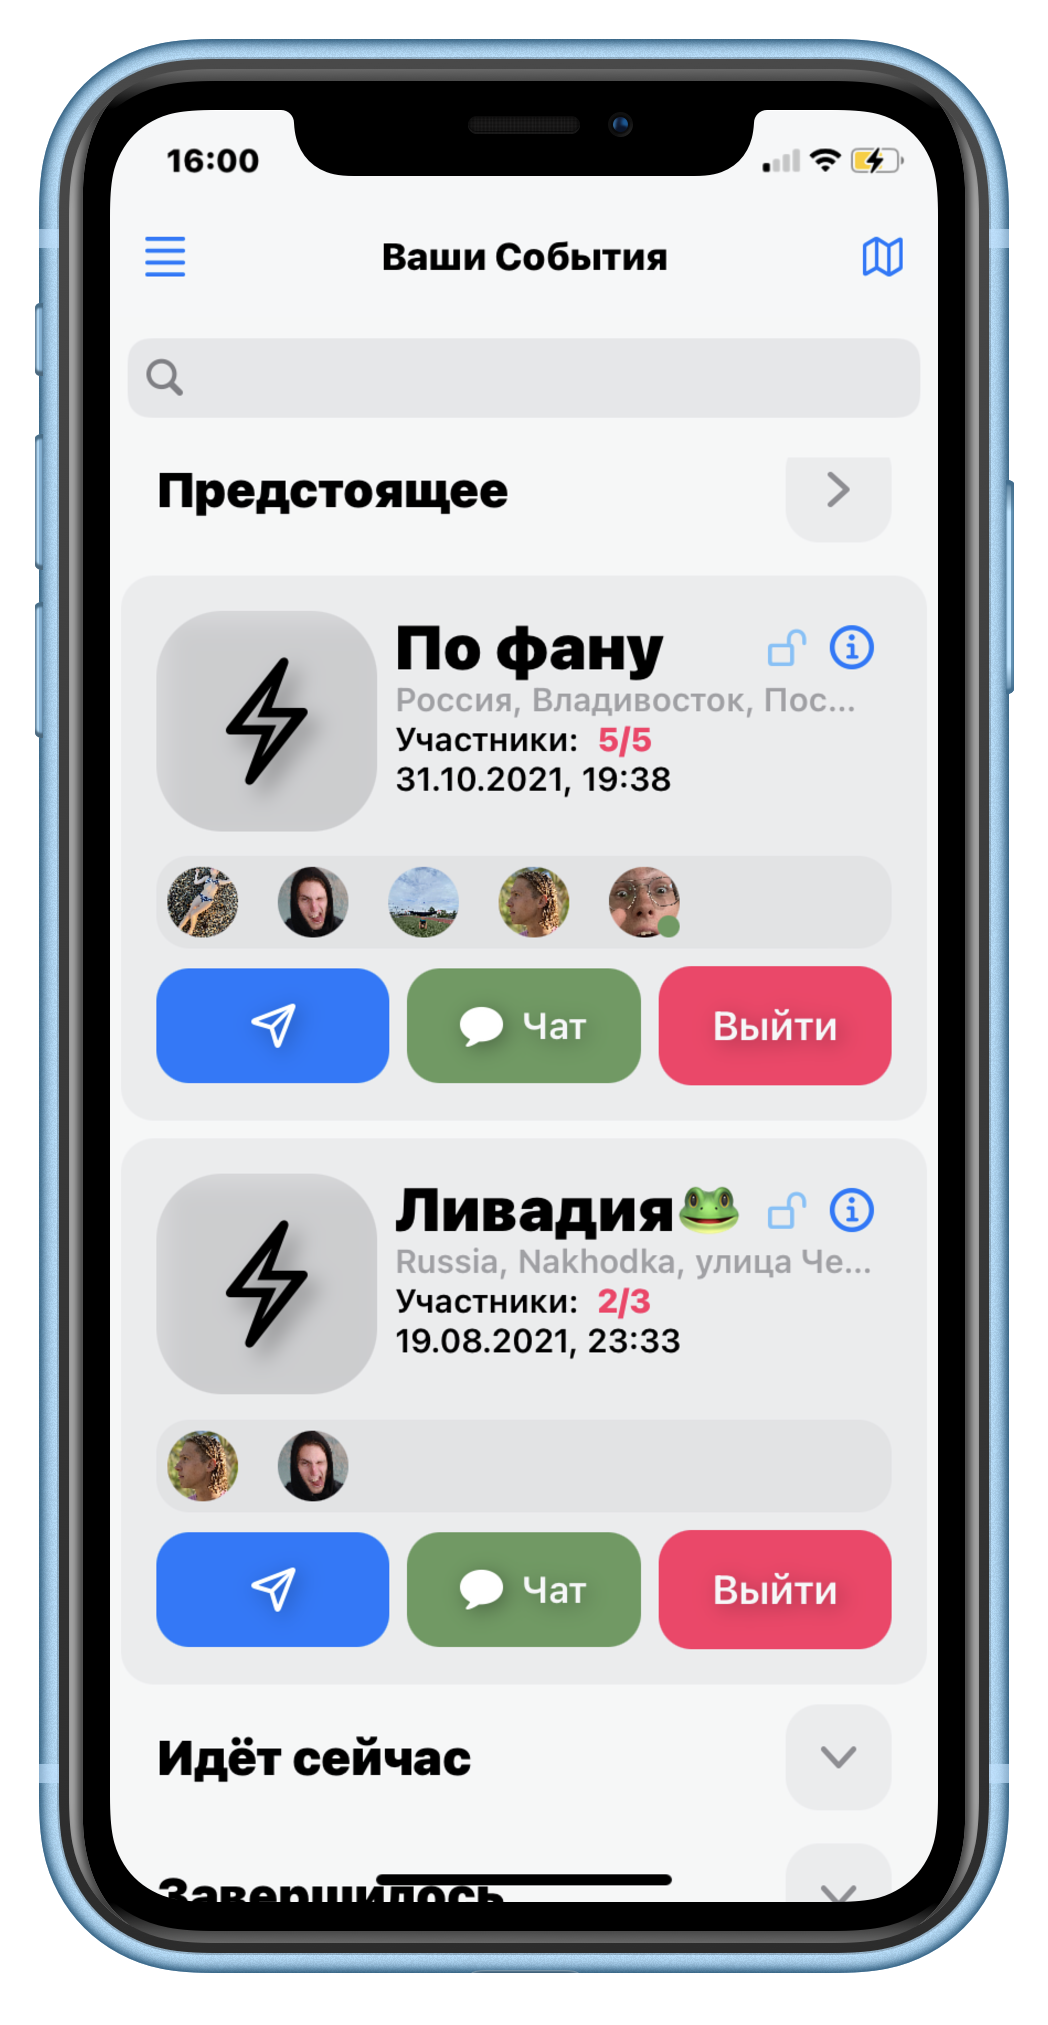 16:00
Ваши События
Предстоящее
По фану
Россия, Владивосток, Пос...
Участники: 5/5
31.10.2021, 19:38
Чат
Выйти
Ливадия🐸
Russia, Nakhodka, улица Че...
Участники: 2/3
19.08.2021, 23:33
Чат
Выйти
Идёт сейчас
Завершилось